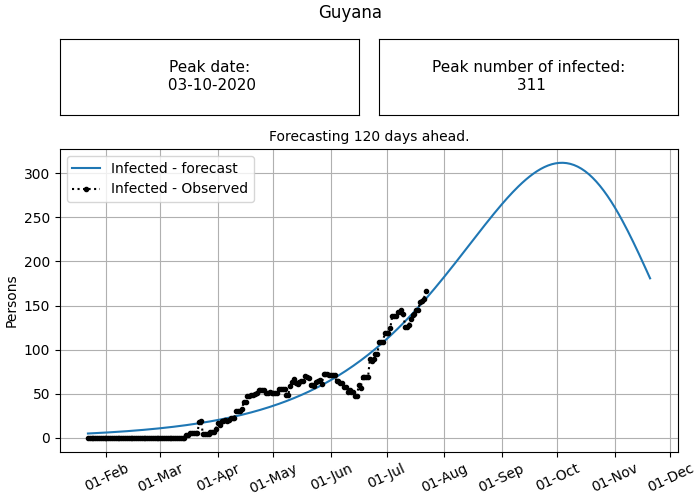 Guyana
Peak date:
03-10-2020
Peak number of infected:
311
Forecasting 120 days ahead.
Infected - forecast
Infected - Observed
Persons
300
250
200
150
100
50
0
01-Feb
01-Mar
01-Apr
01-May
01-Jun
01-Jul
01-Aug
01-Sep
01-Oct
01-Nov
01-Dec